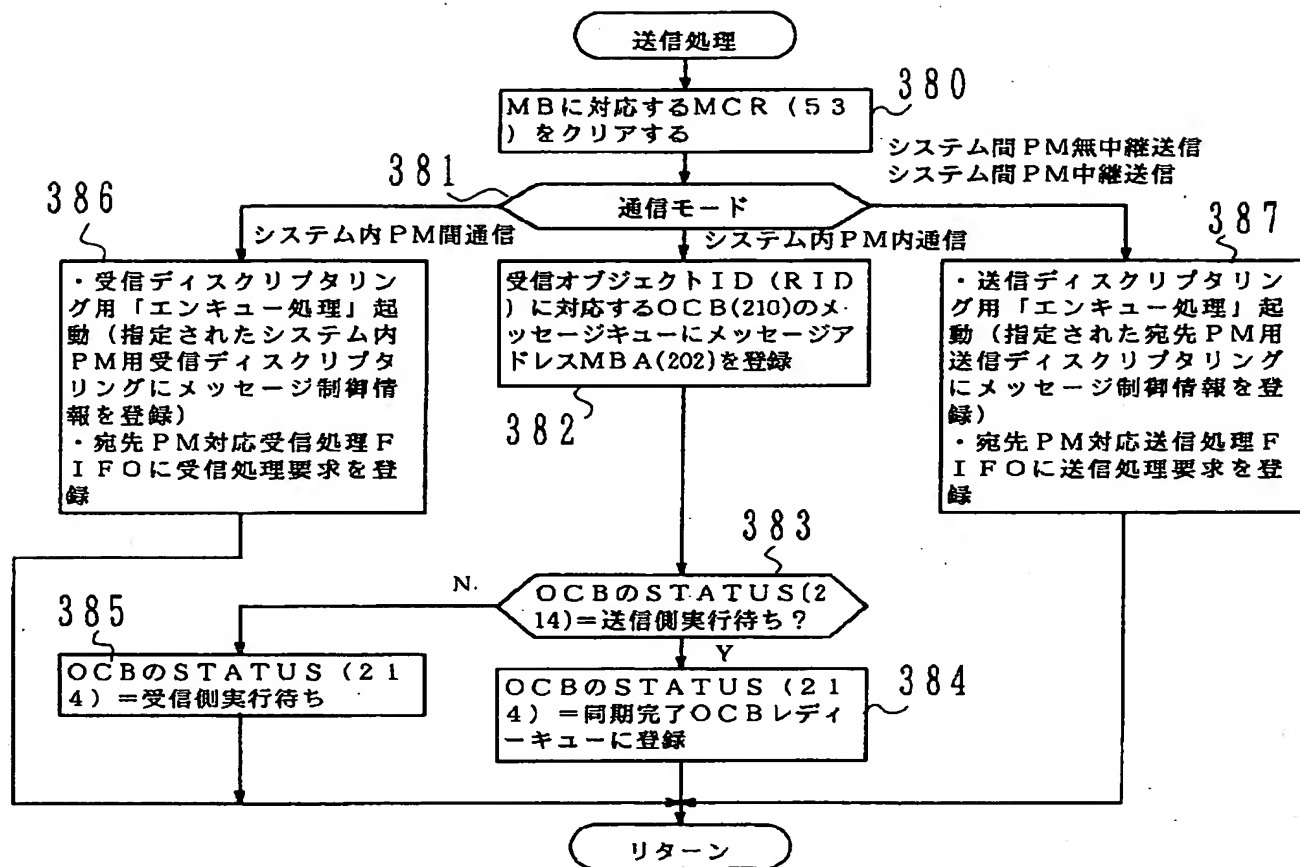 送信処理
380
MBに対応するMCR(53
)をクリアする
システム間PM無中継送信
システム間PM中継送信
381
通信モード
386
システム内PM間通信
システム内PM内通信
387
・受信ディスクリプタリン
グ用「エンキュー処理」起
動(指定されたシステム内
PM用受信ディスクリプタ
リングにメッセージ制御情
報を登録)
・宛先PM対応受信処理F
IFOに受信処理要求を登
録
受信オブジェクトID(RID
)に対応するOCB(210)のメ
ッセージキューにメッセージア
ドレスMBA(202)を登録
382
・送信ディスクリプタリン
グ用「エンキュー処理」起
動(指定された宛先PM用
送信ディスクリプタリング
にメッセージ制御情報を登
録)
・宛先PM対応送信処理F
IFOに送信処理要求を登
録
383
OCBのSTATUS(2
14)=送信側実行待ち?
N.
Y
385
OCBのSTATUS(21
4)=受信側実行待ち
384
OCBのSTATUS(21
4)=同期完了OCBレディ
ーキューに登録
リターン